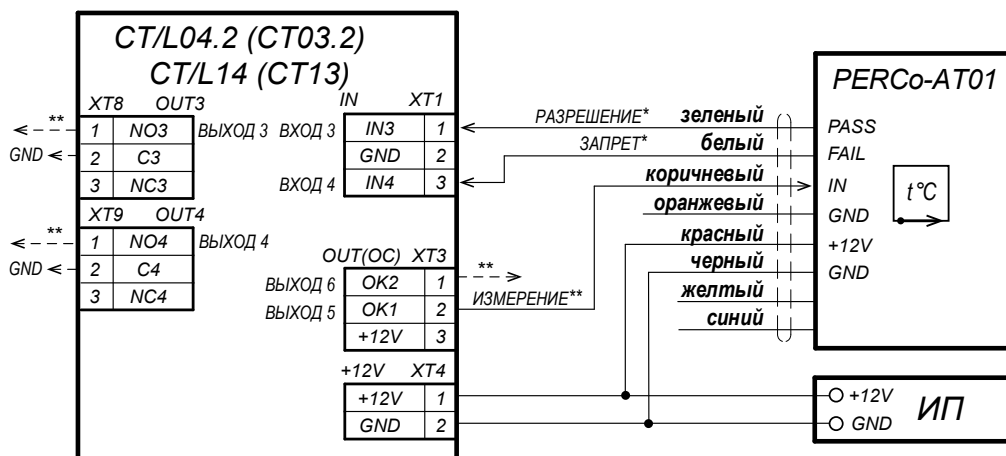 CT/L04.2 (CT03.2)
CT/L14 (CT13)
XT8 OUT3
1 NO3 ВЫХОД 3
2 C3
3 NC3
**
GND
XT9 OUT4
1 NO4 ВЫХОД 4
2 C4
3 NC4
**
GND
IN XT1
ВХОД 3 IN3 1
GND 2
ВХОД 4 IN4 3
OUT(OC) XT3
ВЫХОД 6 OK2 1
ВЫХОД 5 OK1 2
+12V 3
+12V XT4
+12V 1
GND 2
РАЗРЕШЕНИЕ*
ЗАПРЕТ*
**
ИЗМЕРЕНИЕ**
зеленый
белый
коричневый
оранжевый
красный
черный
желтый
синий
PERCo-AT01
PASS
FAIL
IN
GND
+12V
GND
t°C
+12V
GND
ИП